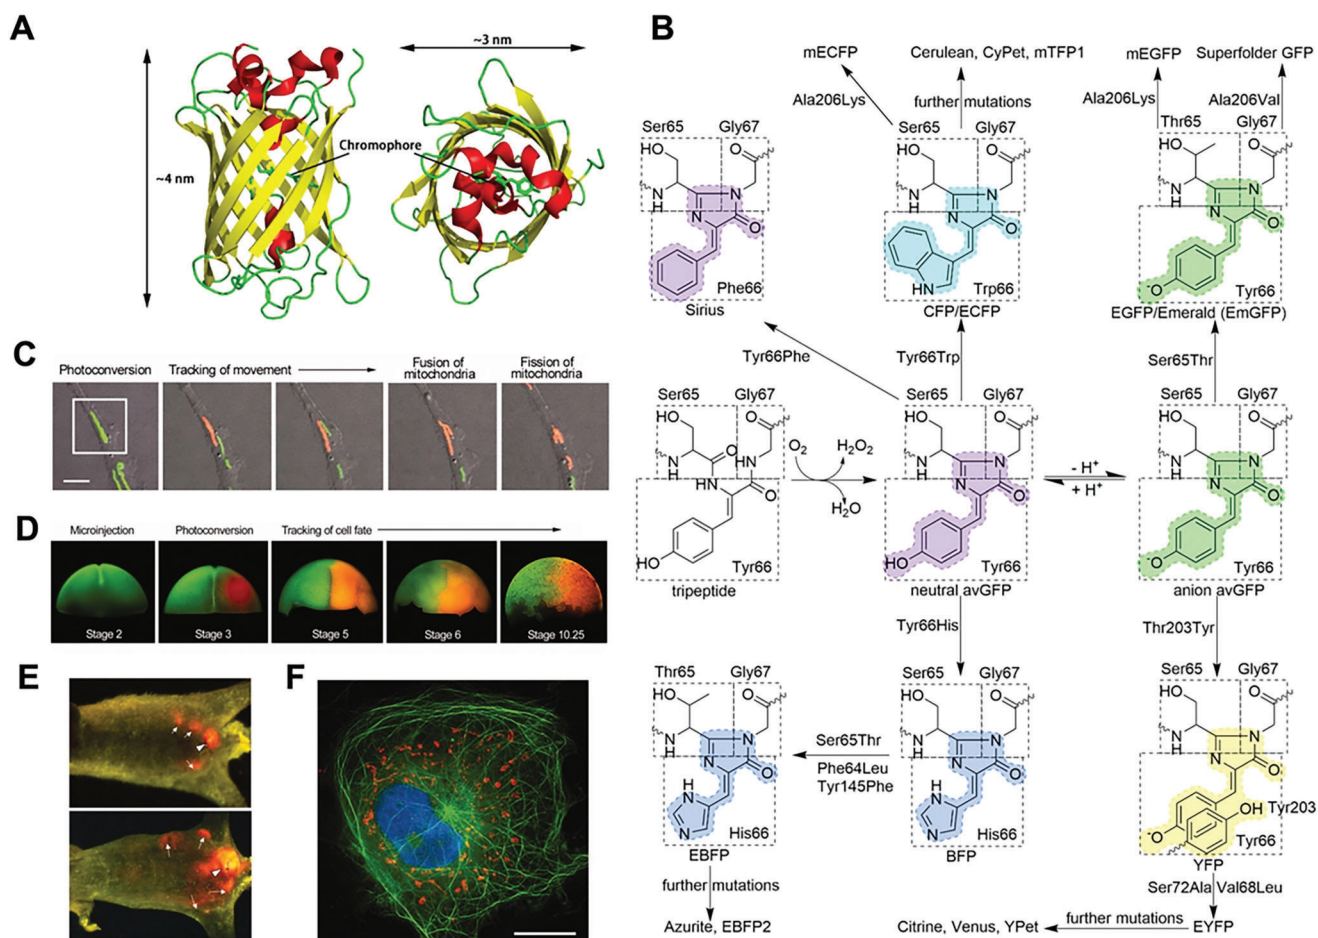 A
~3 nm
~4 nm
Chromophore
B
mECFP
Cerulean, CyPet, mTFP1
mEGFP
Superfolder GFP
Ala206Lys
further mutations
Ala206Lys
Ala206Val
Ser65
Gly67
HO
O
N
H
N
N
O
Phe66
Sirius
Ser65
Gly67
HO
O
N
H
N
N
O
HN
Trp66
CFP/ECFP
Thr65
Gly67
HO
O
N
H
N
N
O
-O
Tyr66
EGFP/Emerald (EmGFP)
Tyr66Phe
Tyr66Trp
Ser65Thr
C
Photoconversion
Tracking of movement
Fusion of
mitochondria
Fission of
mitochondria
Ser65
Gly67
HO
O
N
H
O
HN
HN
O
HO
Tyr66
tripeptide
O2
H2O2
H2O
Ser65
Gly67
HO
O
N
H
N
N
O
HO
Tyr66
neutral avGFP
- H+
+ H+
Ser65
Gly67
HO
O
N
H
N
N
O
-O
Tyr66
anion avGFP
D
Microinjection
Photoconversion
Tracking of cell fate
Stage 2
Stage 3
Stage 5
Stage 6
Stage 10.25
Tyr66His
Thr203Tyr
E
F
Thr65
Gly67
HO
O
N
H
N
N
O
H
N
N
His66
EBFP
Ser65Thr
Phe64Leu
Tyr145Phe
Ser65
Gly67
HO
O
N
H
N
N
O
H
N
N
His66
BFP
Ser65
Gly67
HO
O
N
H
N
N
O
OH
Tyr203
-O
Tyr66
YFP
further mutations
Azurite, EBFP2
Ser72Ala
Val68Leu
Citrine, Venus, YPet
further mutations
EYFP